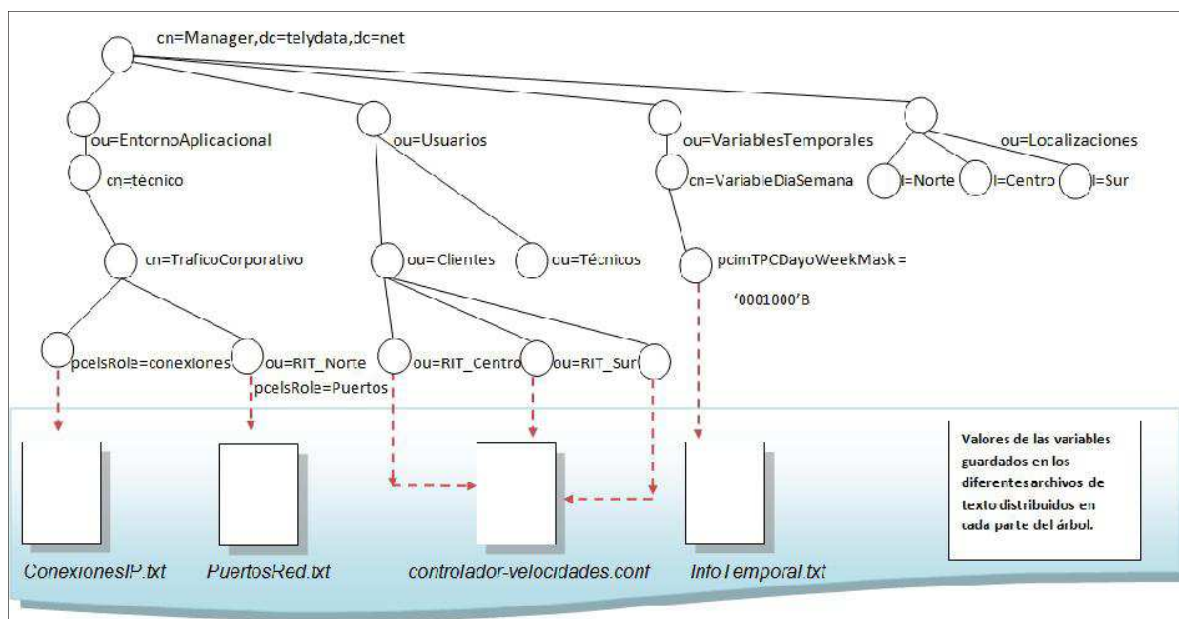 cn=Manager,dc=telydata,dc=net
ou=EntornoAplicacional
ou=Usuarios
ou=VariablesTemporales
ou=Localizaciones
cn=técnico
cn=VariableDiaSemana
l=Norte
l=Centro
l=Sur
cn=TraficoCorporativo
ou=Clientes
ou=Técnicos
pcimTPCDayoWeekMask=
‘0001000’B
pcelsRole=conexiones
ou=RIT_Norte
ou=RIT_Centro
ou=RIT_Sur
pcelsRole=Puertos
Valores de las variables
guardados en los
diferentes archivos de
texto distribuidos en
cada parte del árbol.
ConexionesIP.txt
PuertosRed.txt
controlador-velocidades.conf
InfoTemporal.txt